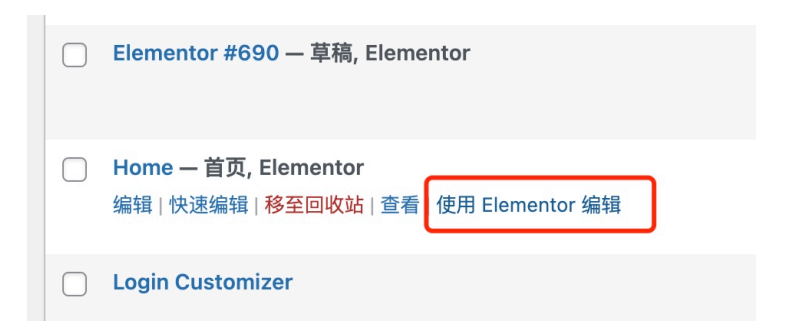 Elementor #690 — 草稿, Elementor
Home — 首页, Elementor
编辑 | 快速编辑 | 移至回收站 | 查看 | 使用 Elementor 编辑
Login Customizer